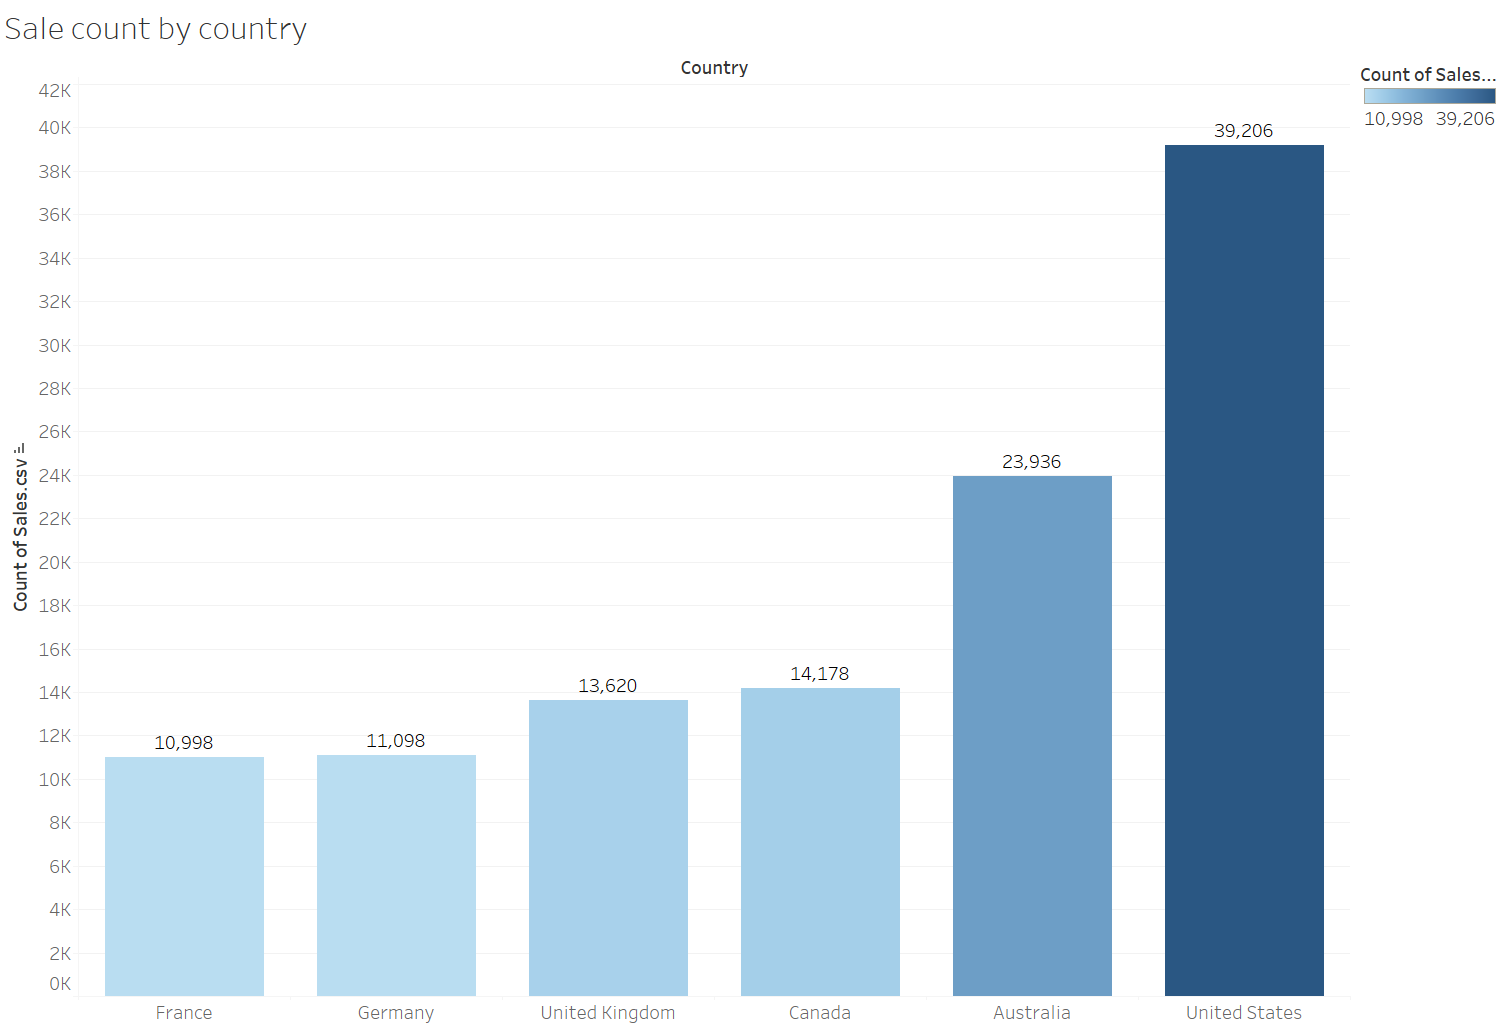 Sale count by country
Country
Count of Sales...
10,998 39,206
Count of Sales.csv
42K
40K
38K
36K
34K
32K
30K
28K
26K
24K
22K
20K
18K
16K
14K
12K
10K
8K
6K
4K
2K
0K
10,998
11,098
13,620
14,178
23,936
39,206
France
Germany
United Kingdom
Canada
Australia
United States